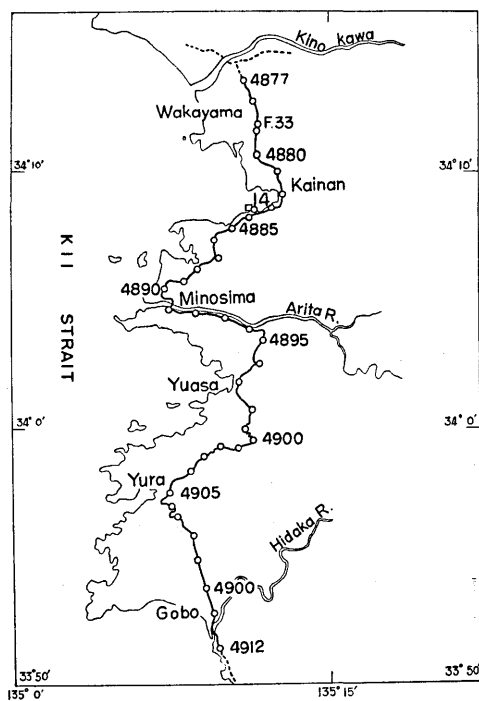 Kino kawa
4877
Wakayama
F.33
4880
34° 10'
34° 10'
Kainan
14
4885
KII STRAIT
4890
Minosima
Arita R.
4895
Yuasa
34° 0'
34° 0'
4900
Yura
4905
Hidaka R.
4900
Gobo
4912
33° 50'
33° 50'
135° 0'
135° 15'